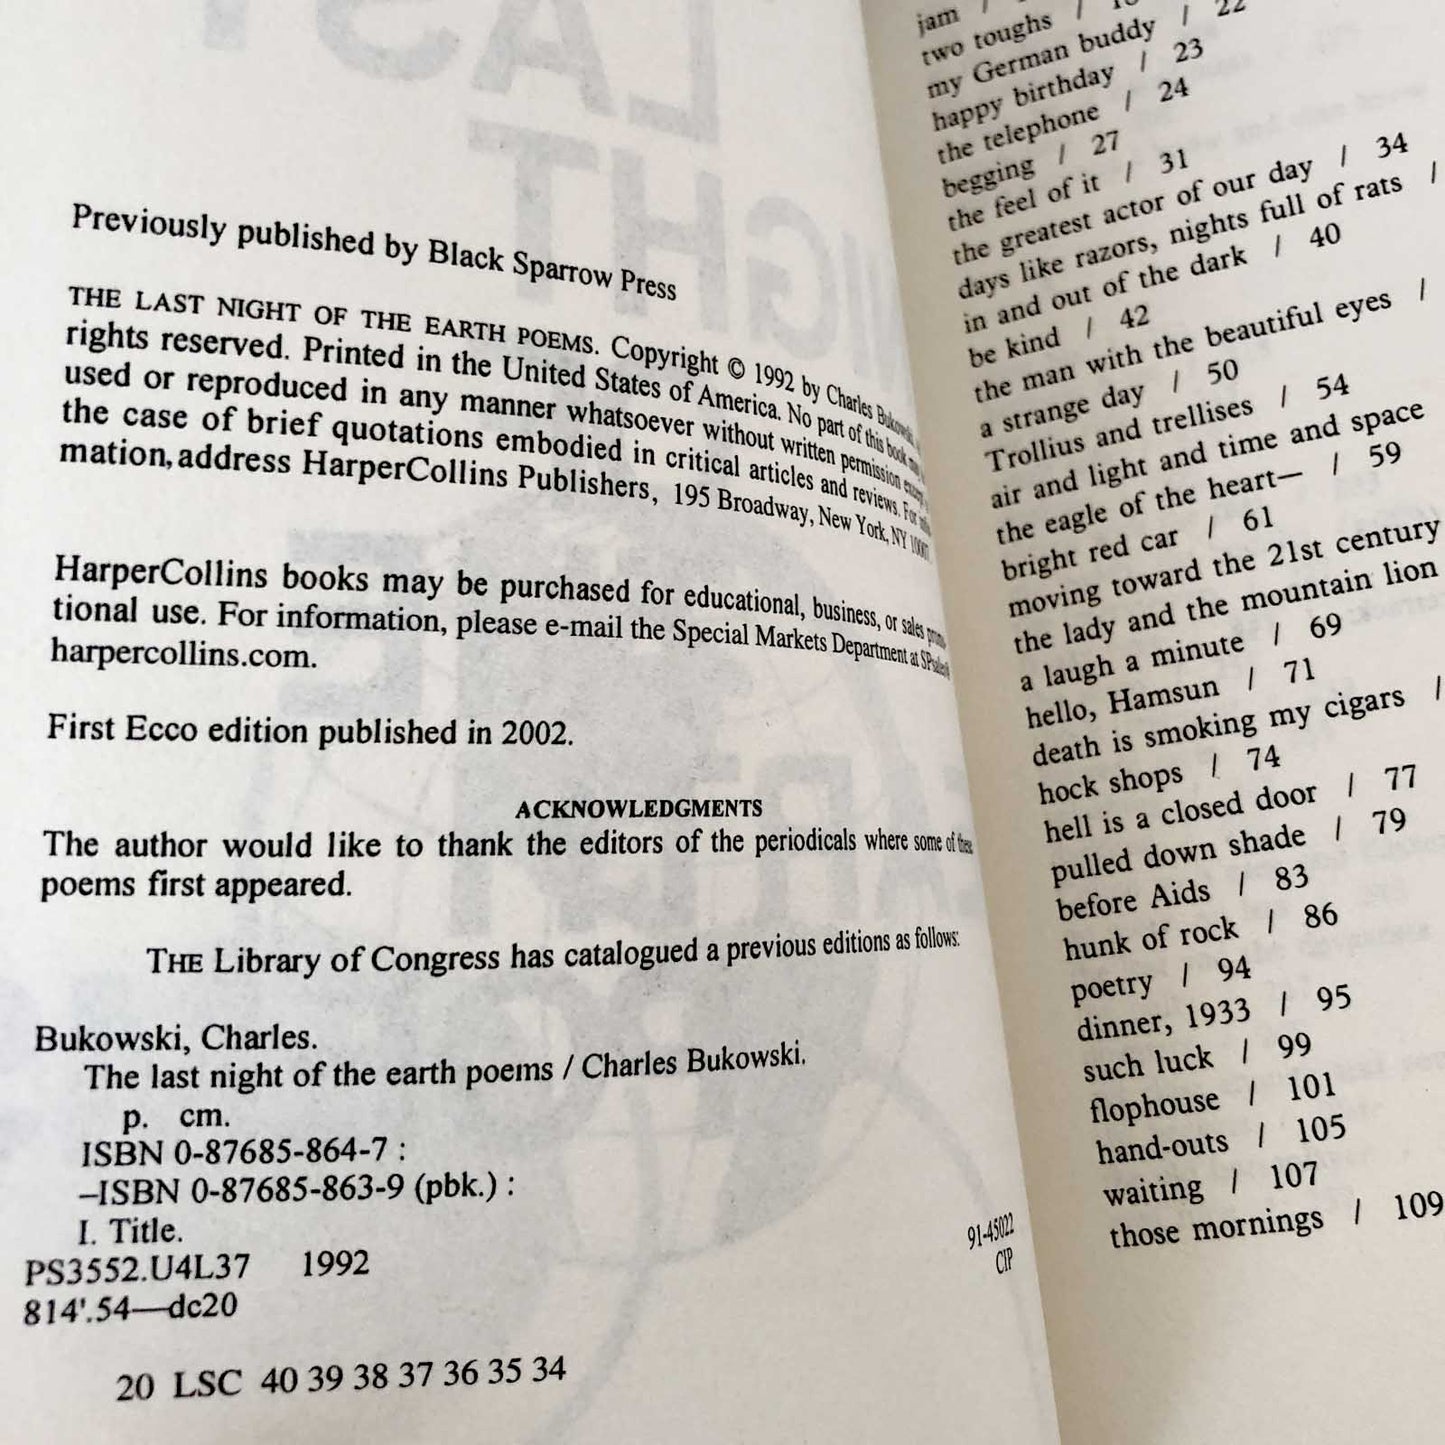 LAST
Previously published by Black Sparrow Press
THE LAST NIGHT OF THE EARTH POEMS. Copyright © 1992 by Charles
rights reserved. Printed in the United States of America. No part of this book may
used or reproduced in any manner whatsoever without written permission except
the case of brief quotations embodied in critical articles and reviews. For
mation, address HarperCollins Publishers, 195 Broadway, New York, NY
HarperCollins books may be purchased for educational, business, or sales
tional use. For information, please e-mail the Special Markets Department at
harpercollins.com.
First Ecco edition published in 2002.
ACKNOWLEDGMENTS
The author would like to thank the editors of the periodicals where some of these
poems first appeared.
THE Library of Congress has catalogued a previous editions as follows:
Bukowski, Charles.
The last night of the earth poems / Charles Bukowski.
p. cm.
ISBN 0-87685-864-7 :
–ISBN 0-87685-863-9 (pbk.) :
I. Title.
PS3552.U4L37 1992
814'.54—dc20
91-45022
CIP
20 LSC 40 39 38 37 36 35 34
jam /
two toughs /
my German buddy / 22
happy birthday / 23
the telephone / 24
begging / 27
the feel of it / 31
the greatest actor of our day / 34
days like razors, nights full of rats /
in and out of the dark / 40
be kind / 42
the man with the beautiful eyes /
a strange day / 50
Trollius and trellises / 54
air and light and time and space
the eagle of the heart— / 59
bright red car / 61
moving toward the 21st century
the lady and the mountain lion
a laugh a minute / 69
hello, Hamsun / 71
death is smoking my cigars /
hock shops / 74
hell is a closed door / 77
pulled down shade / 79
before Aids / 83
hunk of rock / 86
poetry / 94
dinner, 1933 / 95
such luck / 99
flophouse / 101
hand-outs / 105
waiting / 107
those mornings / 109